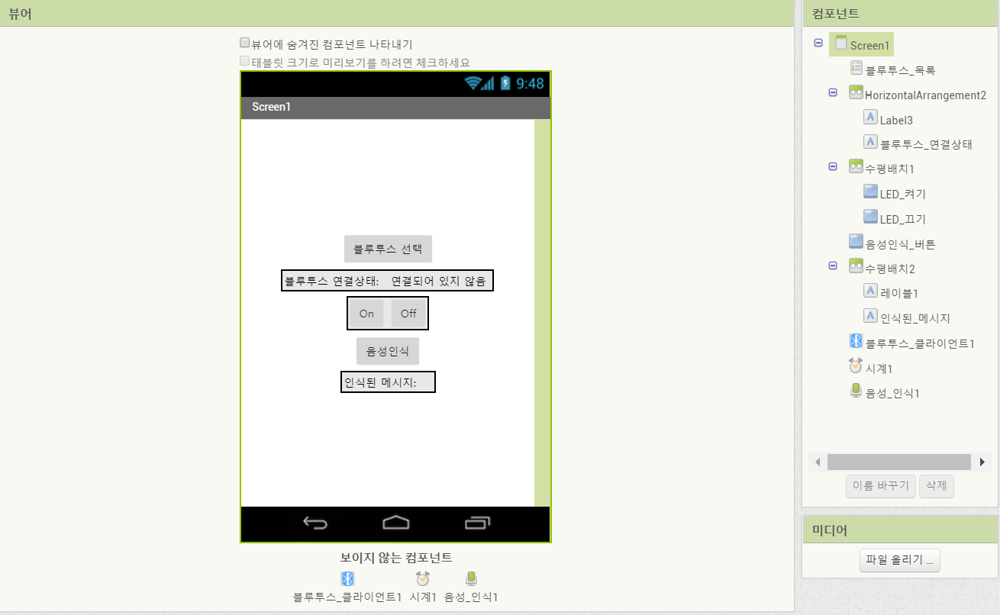 뷰어
뷰어에 숨겨진 컴포넌트 나타내기
태블릿 크기로 미리보기를 하려면 체크하세요
9:48
Screen1
블루투스 선택
블루투스 연결상태: 연결되어 있지 않음
On Off
음성인식
인식된 메시지:
보이지 않는 컴포넌트
블루투스_클라이언트1 시계1 음성_인식1
컴포넌트
Screen1
블루투스_목록
HorizontalArrangement2
A Label3
A 블루투스_연결상태
수평배치1
LED_켜기
LED_끄기
음성인식_버튼
수평배치2
A 레이블1
A 인식된_메시지
블루투스_클라이언트1
시계1
음성_인식1
이름 바꾸기 삭제
미디어
파일 올리기 ...